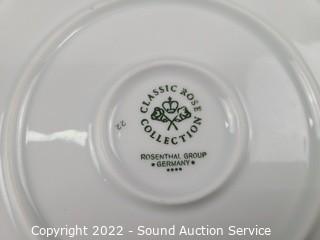 CLASSIC ROSE
COLLECTION
22
ROSENTHAL GROUP
★ GERMANY ★
★★★★
Copyright 2022 - Sound Auction Service